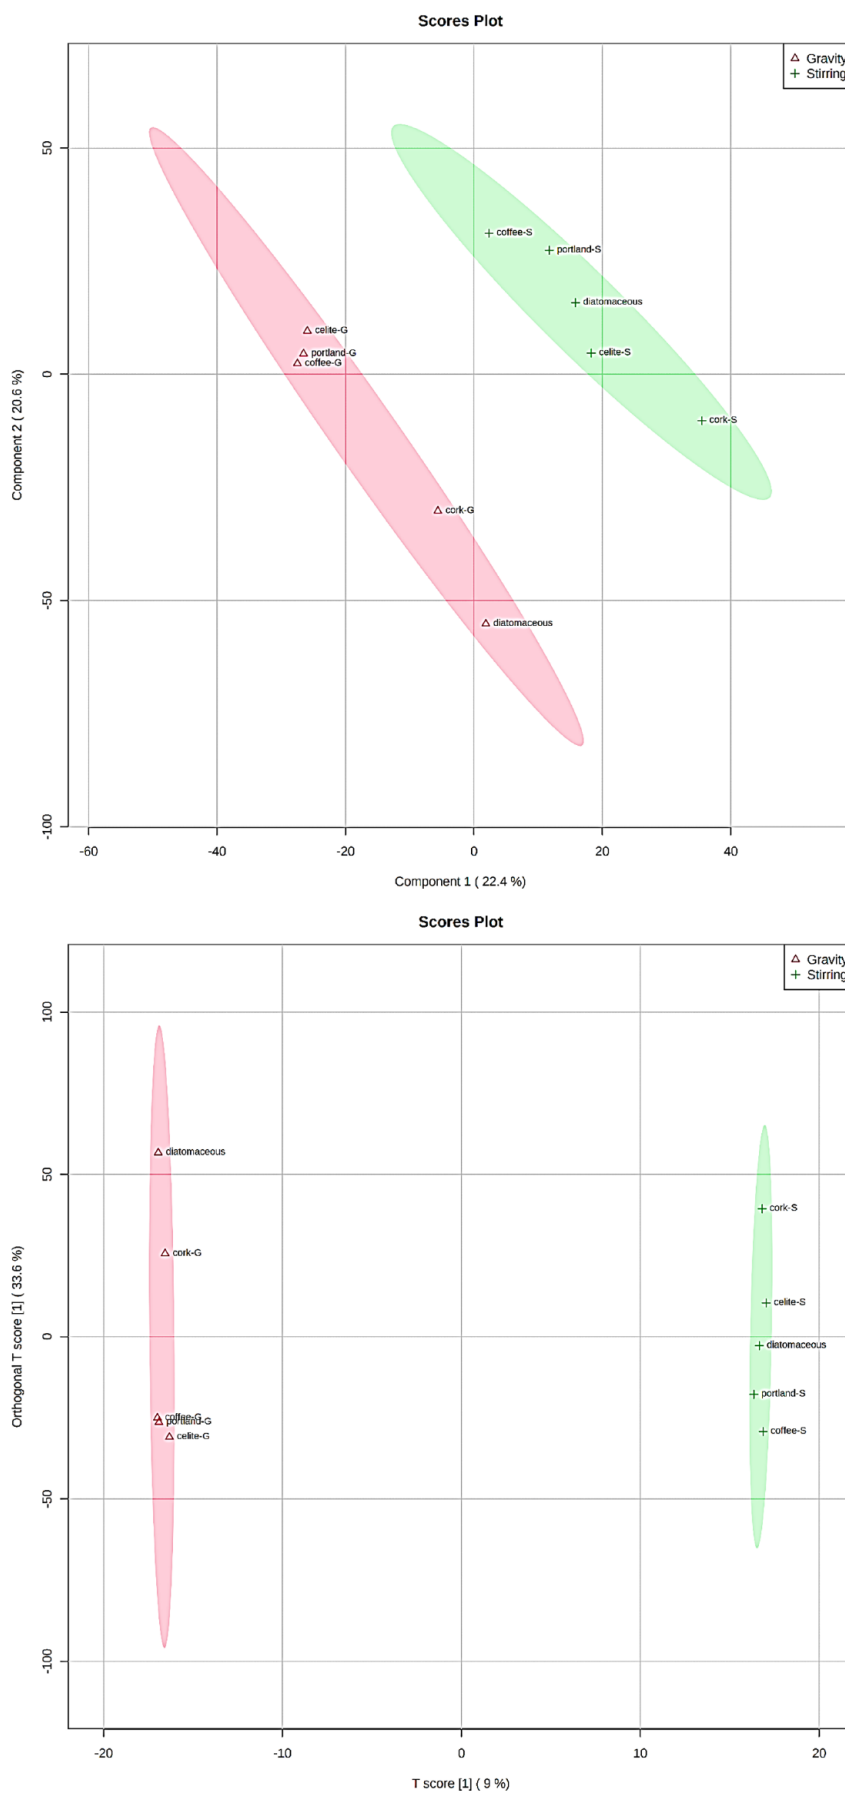 Scores Plot
Gravity
Stirring
50
0
-50
-100
Component 2 ( 20.6 %)
coffee-S
portland-S
diatomaceous
celite-S
cork-S
celite-G
portland-G
coffee-G
cork-G
diatomaceous
-60 -40 -20 0 20 40
Component 1 ( 22.4 %)
Scores Plot
Gravity
Stirring
100
50
0
-50
-100
Orthogonal T score [1] ( 33.6 %)
diatomaceous
cork-S
cork-G
celite-S
diatomaceous
portland-S
coffee-G
portland-G
coffee-S
celite-G
-20 -10 0 10 20
T score [1] ( 9 %)